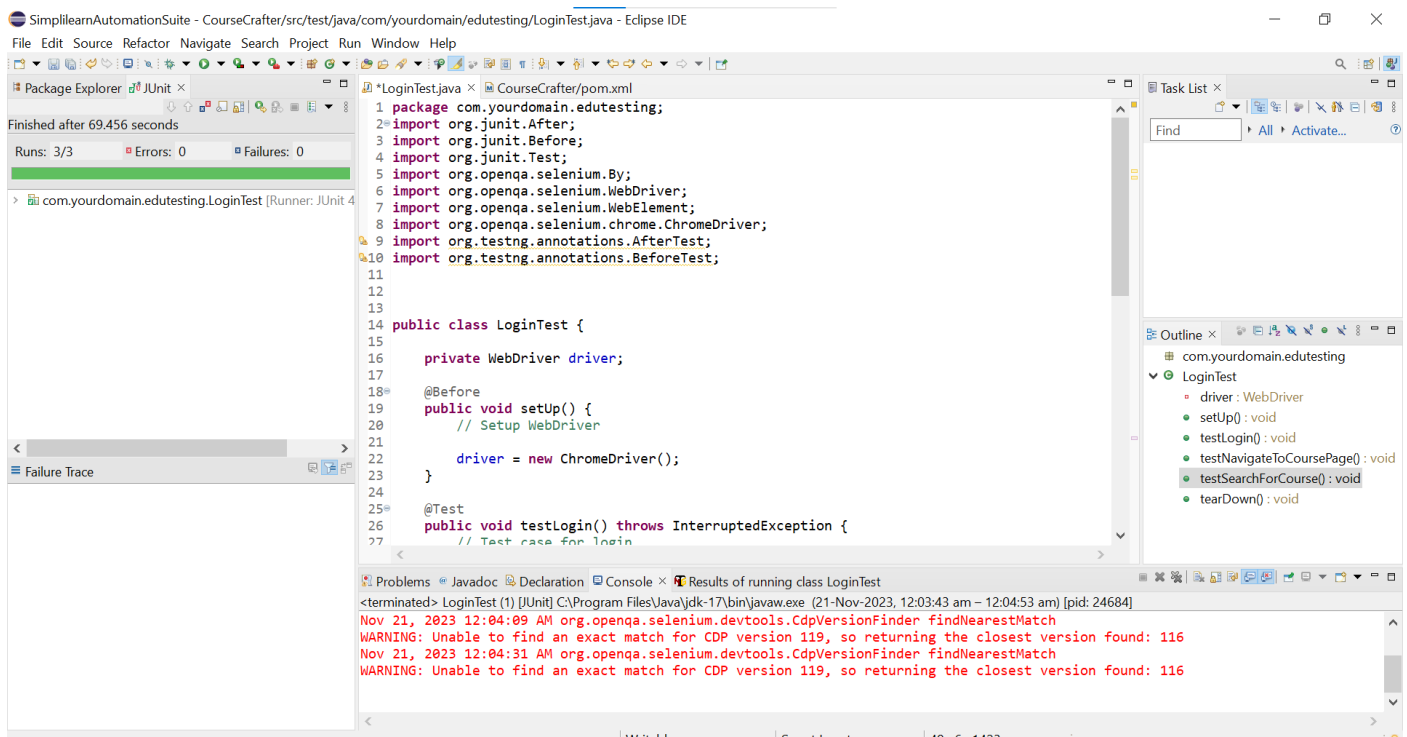 SimplilearnAutomationSuite - CourseCrafter/src/test/java/com/yourdomain/edutesting/LoginTest.java - Eclipse IDE
File Edit Source Refactor Navigate Search Project Run Window Help
Package Explorer JUnit
Finished after 69.456 seconds
Runs: 3/3 Errors: 0 Failures: 0
com.yourdomain.edutesting.LoginTest [Runner: JUnit 4
Failure Trace
*LoginTest.java CourseCrafter/pom.xml
1 package com.yourdomain.edutesting;
2 import org.junit.After;
3 import org.junit.Before;
4 import org.junit.Test;
5 import org.openqa.selenium.By;
6 import org.openqa.selenium.WebDriver;
7 import org.openqa.selenium.WebElement;
8 import org.openqa.selenium.chrome.ChromeDriver;
9 import org.testng.annotations.AfterTest;
10 import org.testng.annotations.BeforeTest;
11
12
13
14 public class LoginTest {
15
16 private WebDriver driver;
17
18 @Before
19 public void setUp() {
20 // Setup WebDriver
21
22 driver = new ChromeDriver();
23 }
24
25 @Test
26 public void testLogin() throws InterruptedException {
27 // Test case for login
Task List
Find All Activate...
Outline
com.yourdomain.edutesting
LoginTest
driver : WebDriver
setUp() : void
testLogin() : void
testNavigateToCoursePage() : void
testSearchForCourse() : void
tearDown() : void
Problems Javadoc Declaration Console Results of running class LoginTest
<terminated> LoginTest (1) [JUnit] C:\Program Files\Java\jdk-17\bin\javaw.exe (21-Nov-2023, 12:03:43 am – 12:04:53 am) [pid: 24684]
Nov 21, 2023 12:04:09 AM org.openqa.selenium.devtools.CdpVersionFinder findNearestMatch
WARNING: Unable to find an exact match for CDP version 119, so returning the closest version found: 116
Nov 21, 2023 12:04:31 AM org.openqa.selenium.devtools.CdpVersionFinder findNearestMatch
WARNING: Unable to find an exact match for CDP version 119, so returning the closest version found: 116